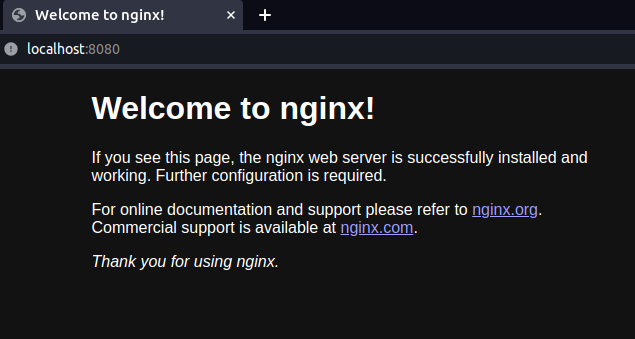 Welcome to nginx!
localhost:8080
Welcome to nginx!
If you see this page, the nginx web server is successfully installed and
working. Further configuration is required.
For online documentation and support please refer to nginx.org.
Commercial support is available at nginx.com.
Thank you for using nginx.